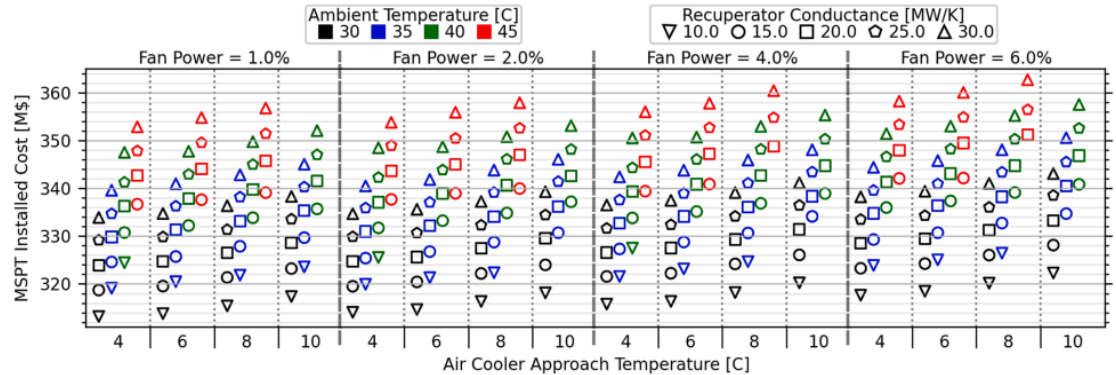 Ambient Temperature [C]
30 35 40 45
Recuperator Conductance [MW/K]
10.0 15.0 20.0 25.0 30.0
Fan Power = 1.0% Fan Power = 2.0% Fan Power = 4.0% Fan Power = 6.0%
MSPT Installed Cost [M$]
360
350
340
330
320
4 6 8 10 4 6 8 10 4 6 8 10 4 6 8 10
Air Cooler Approach Temperature [C]